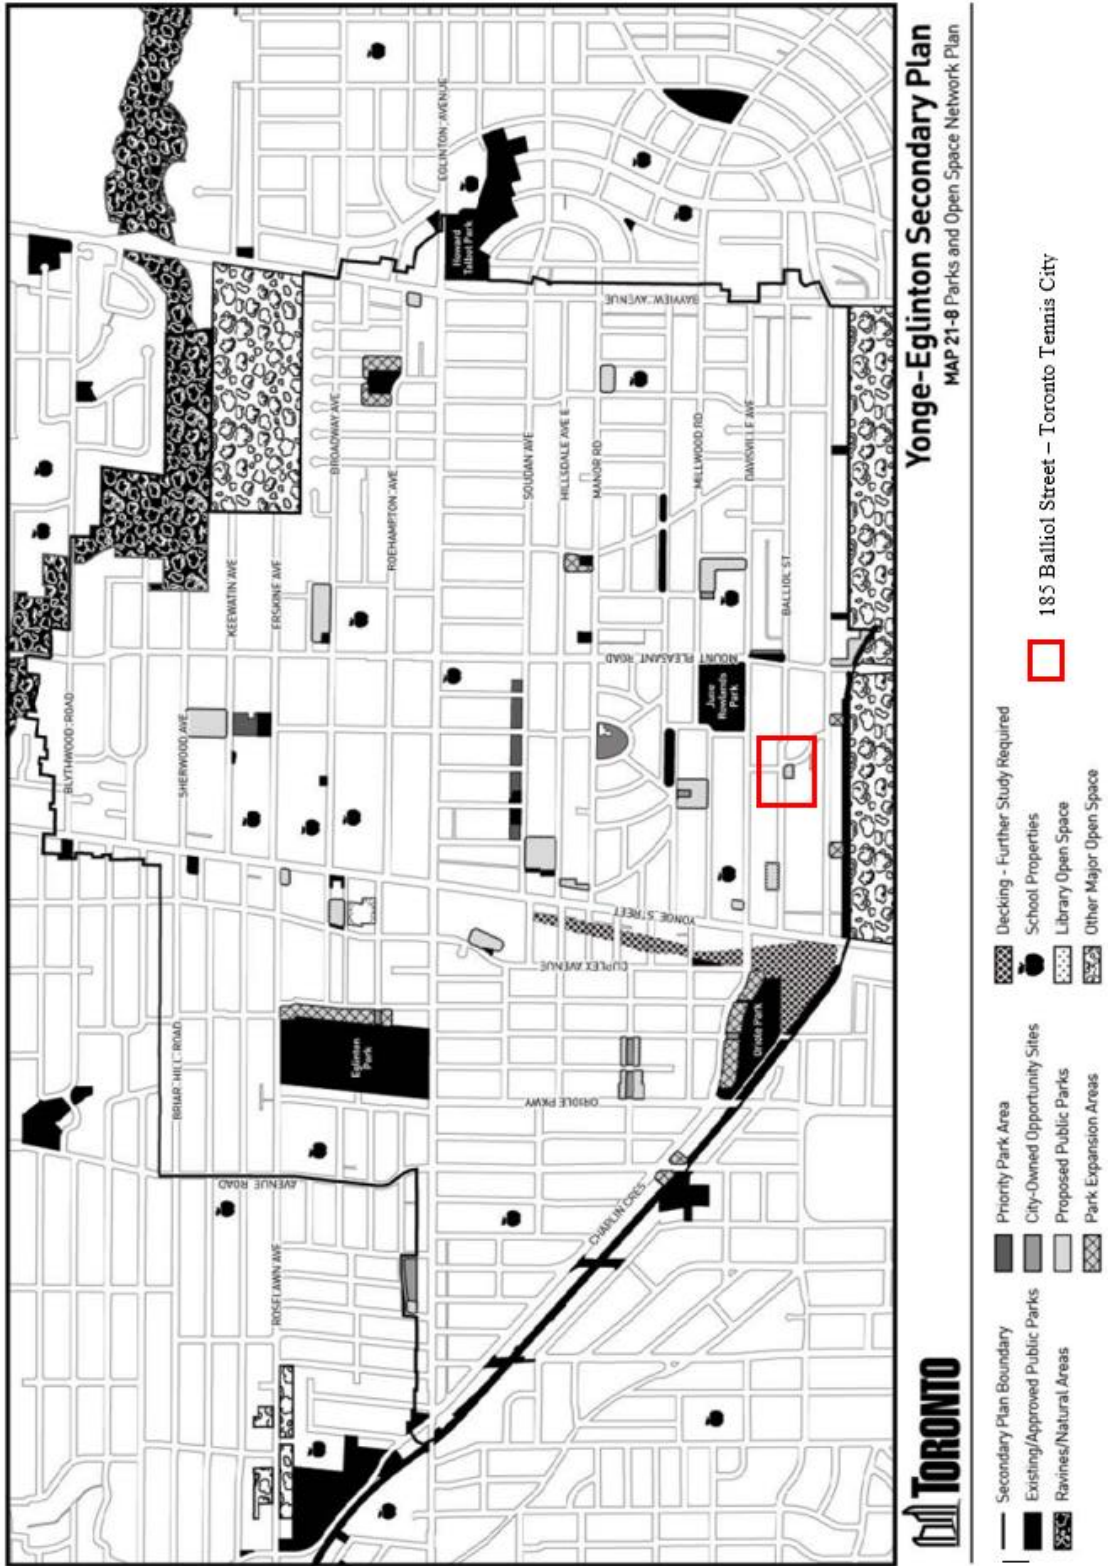 BLYTHWOOD ROAD
SHERWOOD AVE
KEEWATIN AVE
ERSKINE AVE
BROADWAY AVE
ROEHAMPTON AVE
EGLINTON AVENUE
Howard
Talbot Park
BRIAR HILL ROAD
Eglinton
Park
AVENUE ROAD
ROSELAWN AVE
SOUDAN AVE
HILLSDALE AVE E
MANOR RD
BAYVIEW AVENUE
MILLWOOD RD
DAVISVILLE AVE
BALLIOL ST
MOUNT PLEASANT ROAD
June
Rowlands
Park
YONGE STREET
DUPLEX AVENUE
ORIOLE PKWY
Oriole Park
CHAPLIN CRES
TORONTO
Yonge-Eglinton Secondary Plan
MAP 21-8 Parks and Open Space Network Plan
Secondary Plan Boundary
Existing/Approved Public Parks
Ravines/Natural Areas
Priority Park Area
City-Owned Opportunity Sites
Proposed Public Parks
Park Expansion Areas
Decking - Further Study Required
School Properties
Library Open Space
Other Major Open Space
185 Balliol Street – Toronto Tennis City